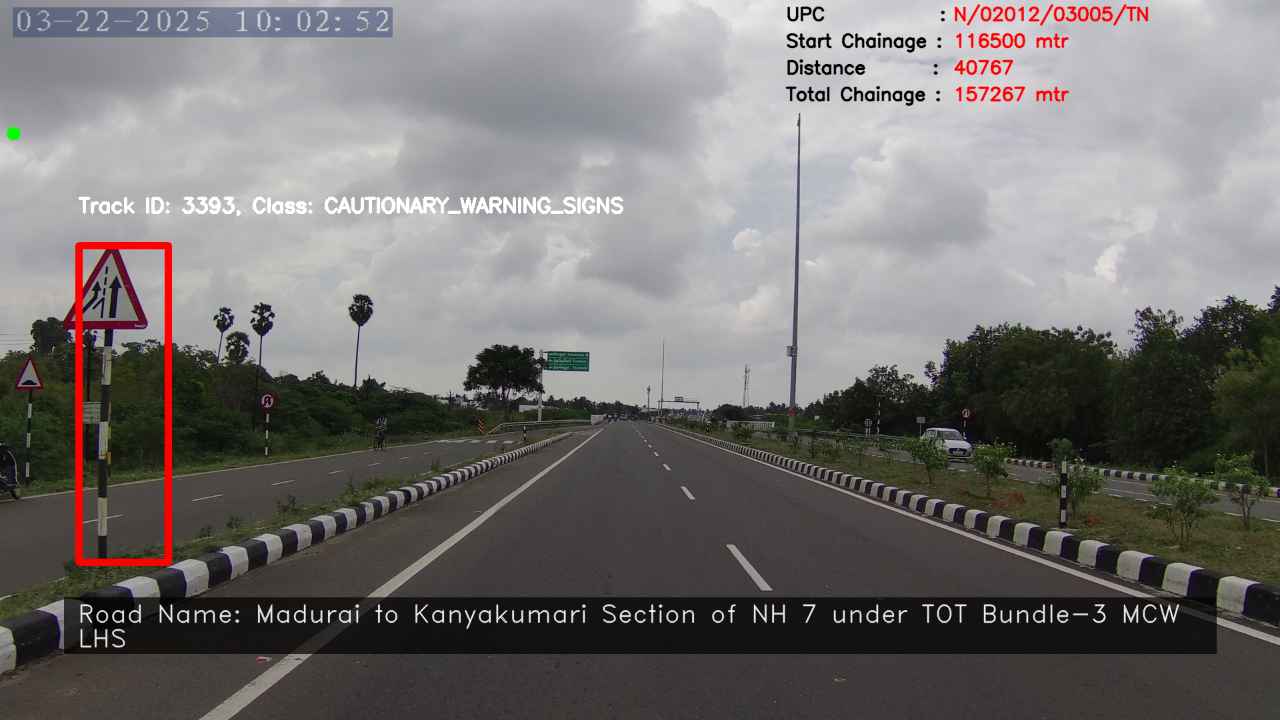 03-22-2025 10:02:52
UPC : N/02012/03005/TN
Start Chainage : 116500 mtr
Distance : 40767
Total Chainage : 157267 mtr
Track ID: 3393, Class: CAUTIONARY_WARNING_SIGNS
Road Name: Madurai to Kanyakumari Section of NH 7 under TOT Bundle-3 MCW
LHS